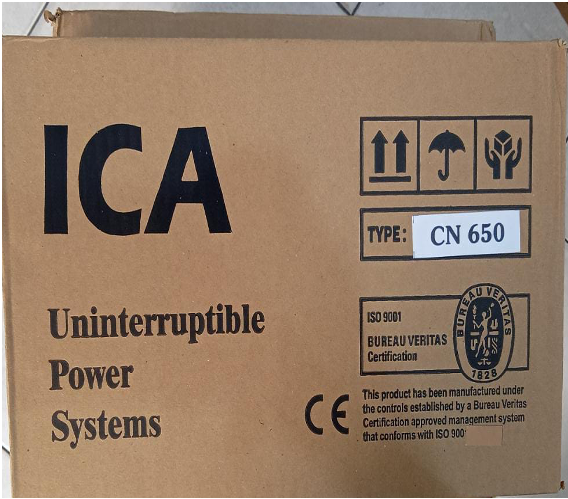 ICA
TYPE: CN 650
Uninterruptible
Power
Systems
ISO 9001
BUREAU VERITAS
Certification
BUREAU VERITAS
1828
CE
This product has been manufactured under
the controls established by a Bureau Veritas
Certification approved management system
that conforms with ISO